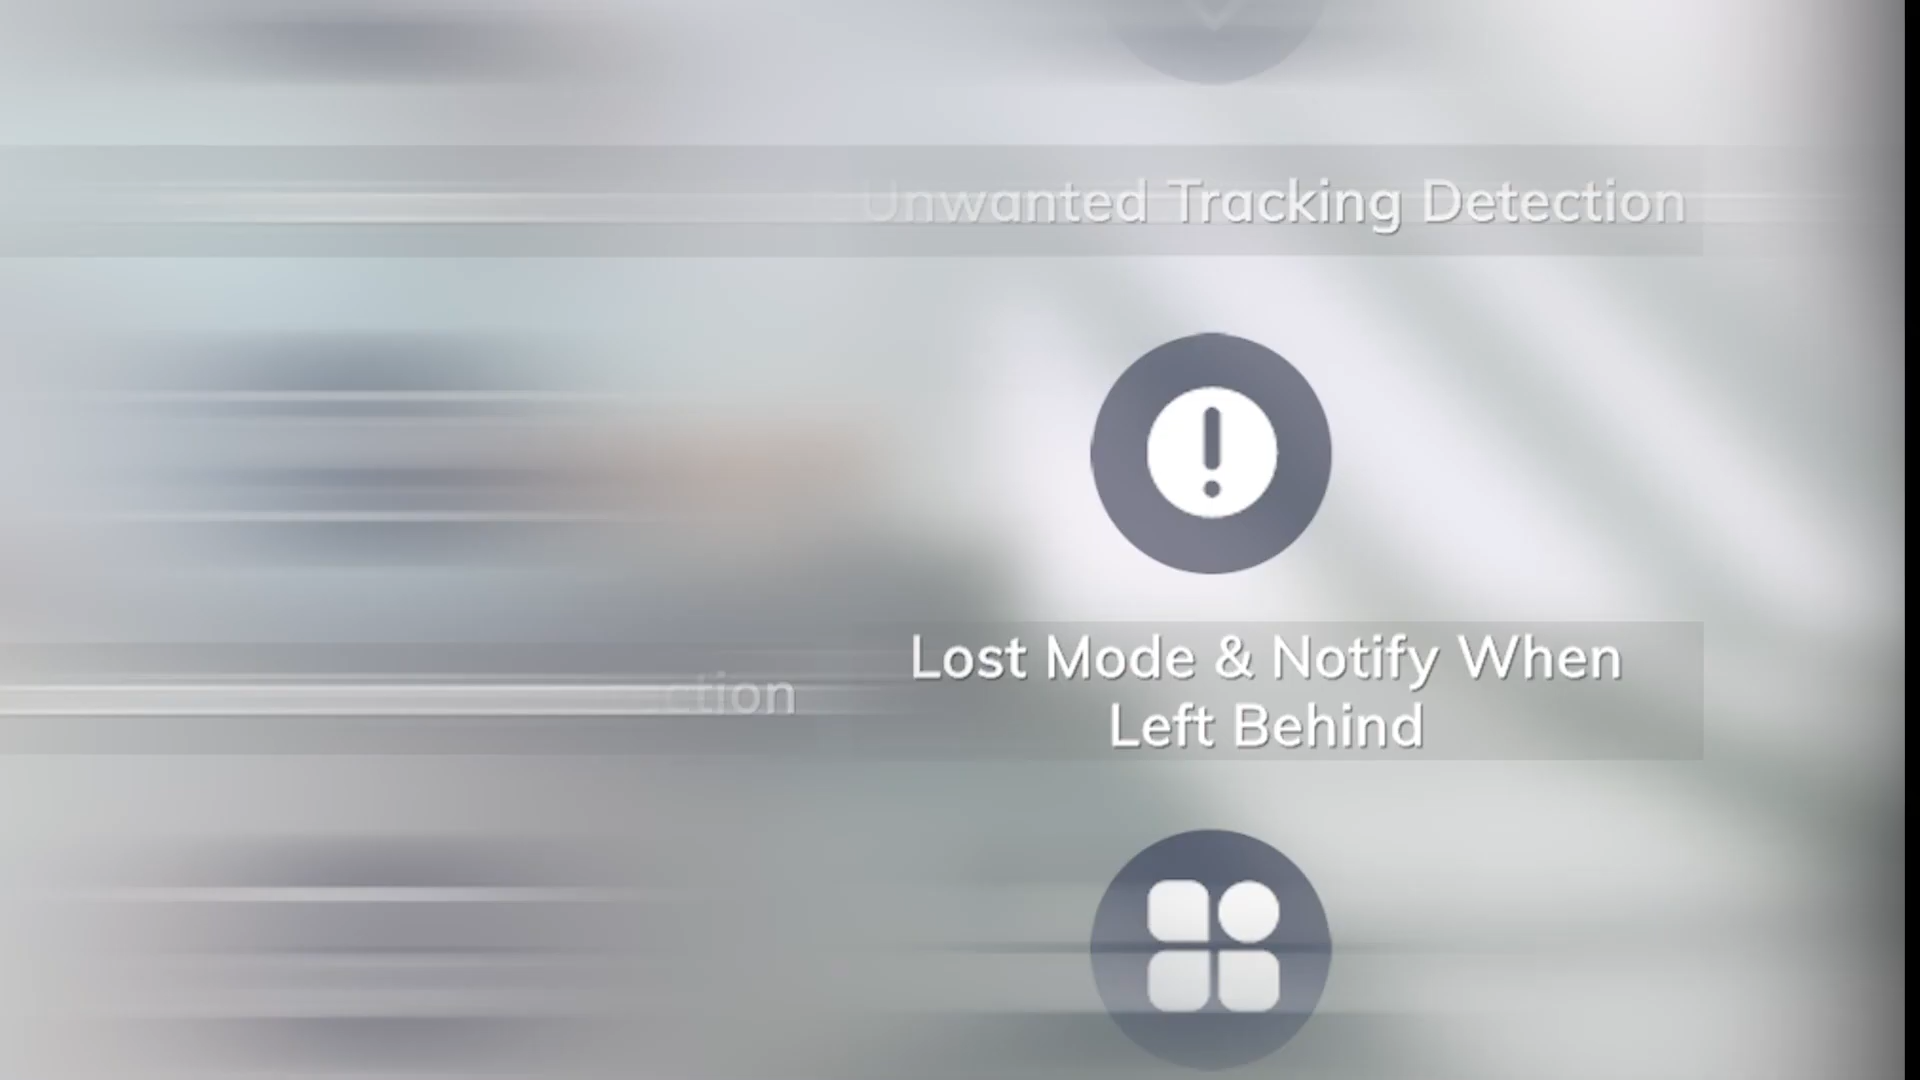 Unwanted Tracking Detection
Lost Mode & Notify When
Left Behind